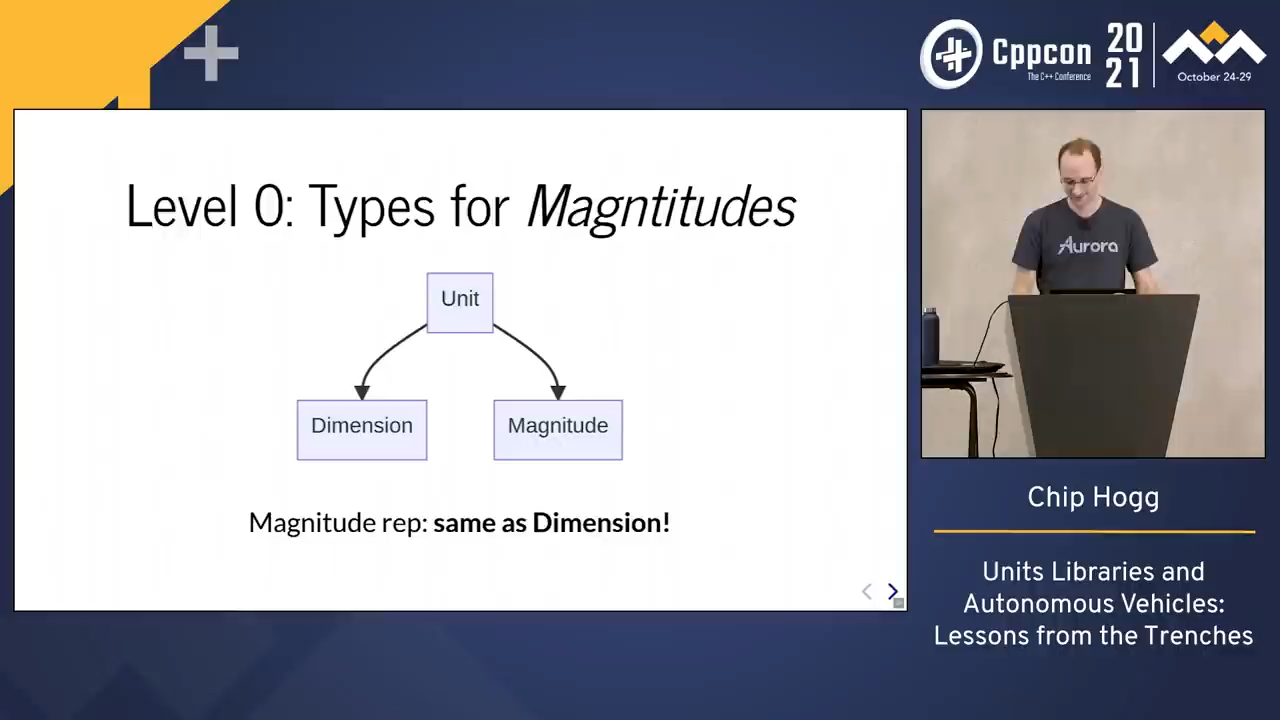 Cppcon
The C++ Conference
20
21
October 24-29
Level 0: Types for Magntitudes
Unit
Dimension
Magnitude
Magnitude rep: same as Dimension!
Aurora
Chip Hogg
Units Libraries and
Autonomous Vehicles:
Lessons from the Trenches